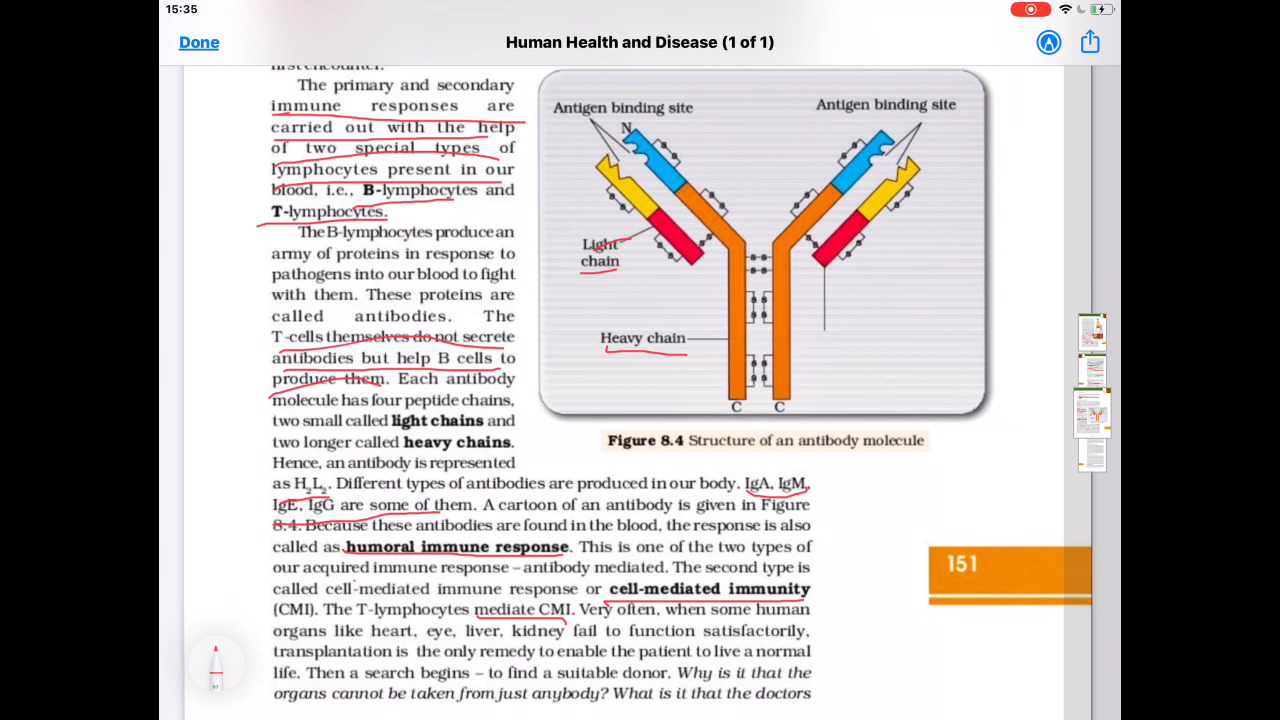 15:35
Done
Human Health and Disease (1 of 1)
first encounter.
The primary and secondary
immune responses are
carried out with the help
of two special types of
lymphocytes present in our
blood, i.e., B-lymphocytes and
T-lymphocytes.
The B-lymphocytes produce an
army of proteins in response to
pathogens into our blood to fight
with them. These proteins are
called antibodies. The
T-cells themselves do not secrete
antibodies but help B cells to
produce them. Each antibody
molecule has four peptide chains,
two small called light chains and
two longer called heavy chains.
Hence, an antibody is represented
as H2L2. Different types of antibodies are produced in our body. IgA, IgM,
IgE, IgG are some of them. A cartoon of an antibody is given in Figure
8.4. Because these antibodies are found in the blood, the response is also
called as humoral immune response. This is one of the two types of
our acquired immune response – antibody mediated. The second type is
called cell-mediated immune response or cell-mediated immunity
(CMI). The T-lymphocytes mediate CMI. Very often, when some human
organs like heart, eye, liver, kidney fail to function satisfactorily,
transplantation is the only remedy to enable the patient to live a normal
life. Then a search begins – to find a suitable donor. Why is it that the
organs cannot be taken from just anybody? What is it that the doctors
Antigen binding site
Antigen binding site
N
Light
chain
Heavy chain
C C
Figure 8.4 Structure of an antibody molecule
151